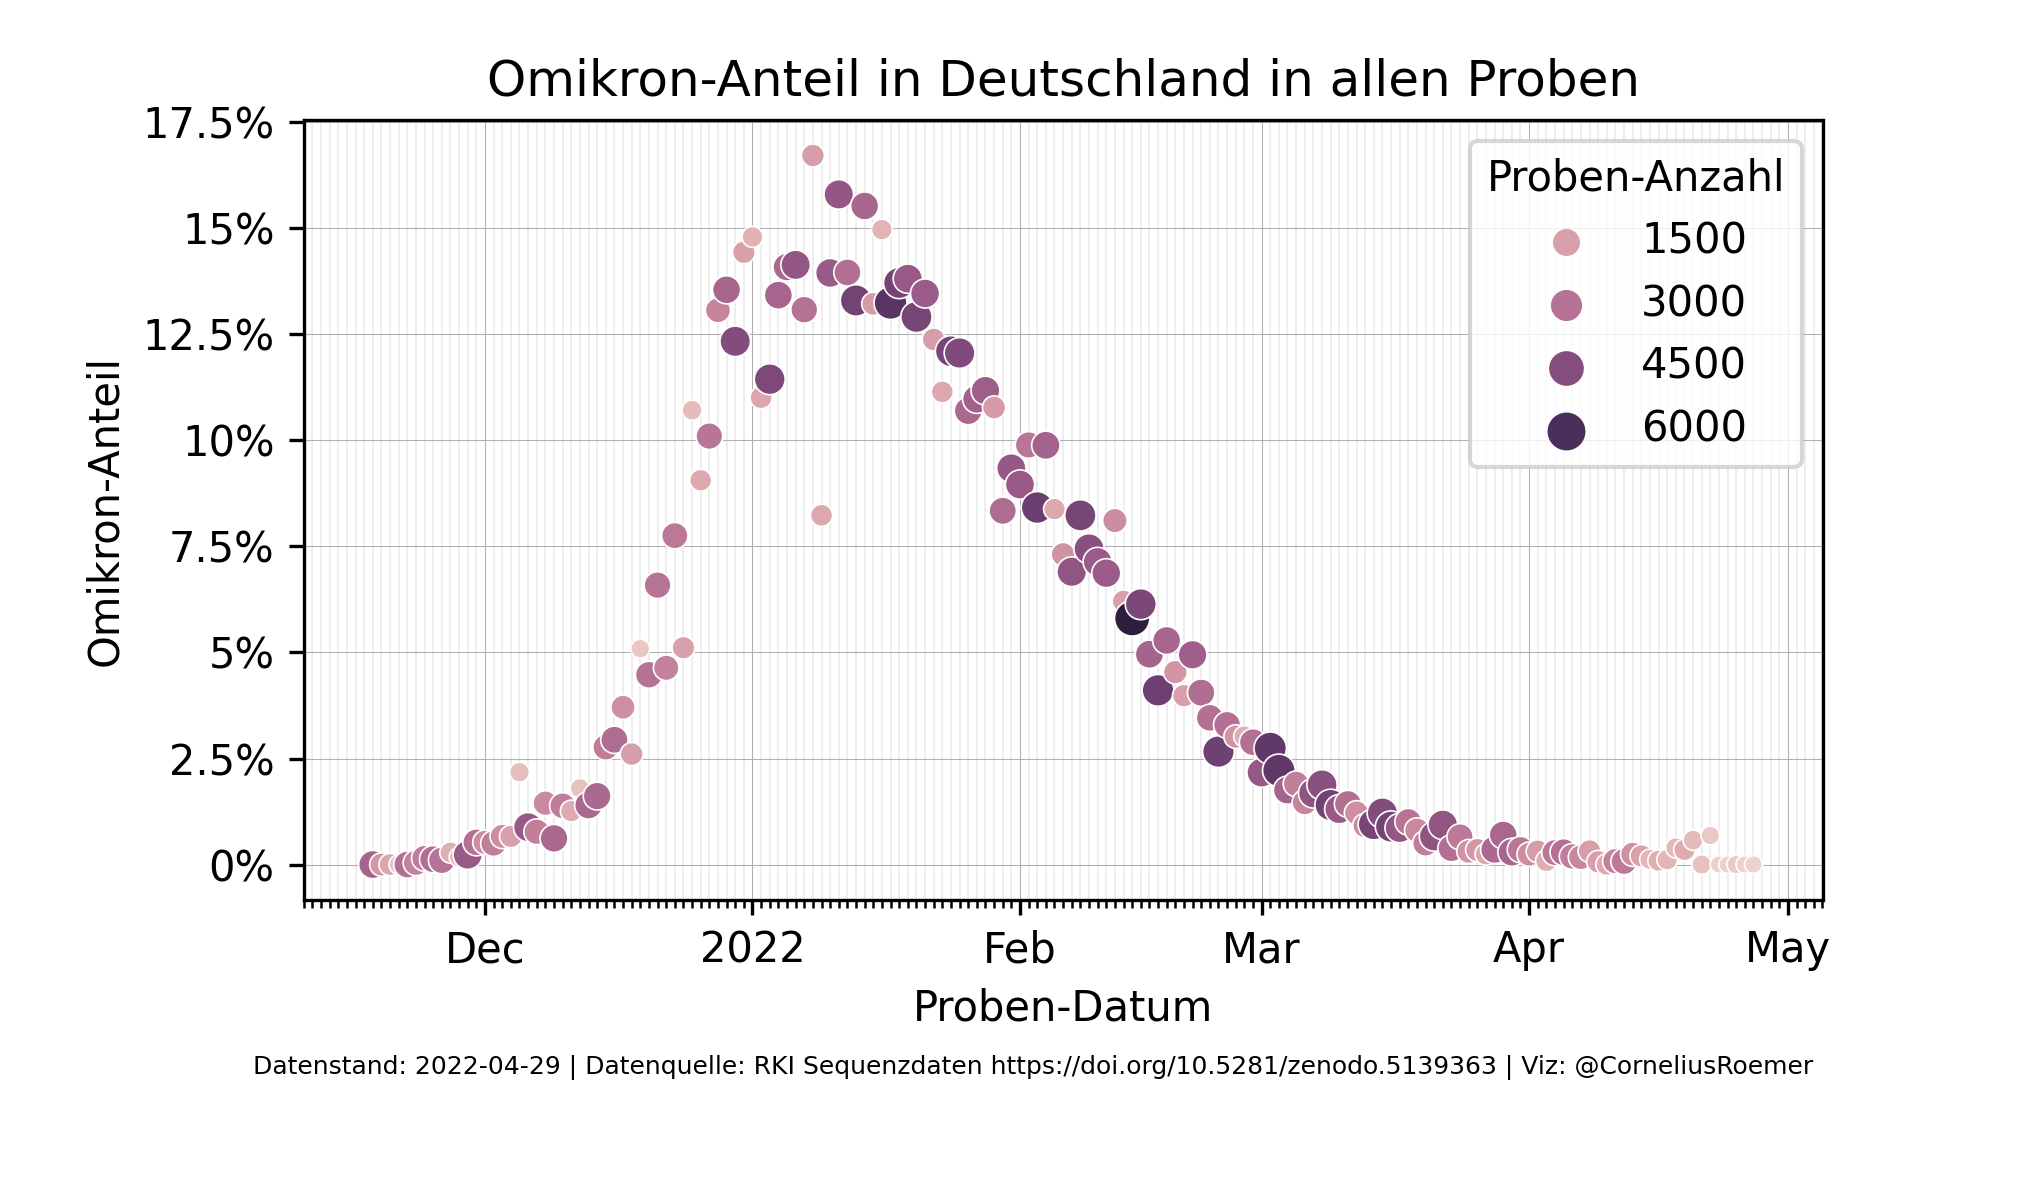 Omikron-Anteil in Deutschland in allen Proben
17.5%
15%
12.5%
10%
7.5%
5%
2.5%
0%
Omikron-Anteil
Proben-Anzahl
1500
3000
4500
6000
Dec
2022
Feb
Mar
Apr
May
Proben-Datum
Datenstand: 2022-04-29 | Datenquelle: RKI Sequenzdaten https://doi.org/10.5281/zenodo.5139363 | Viz: @CorneliusRoemer